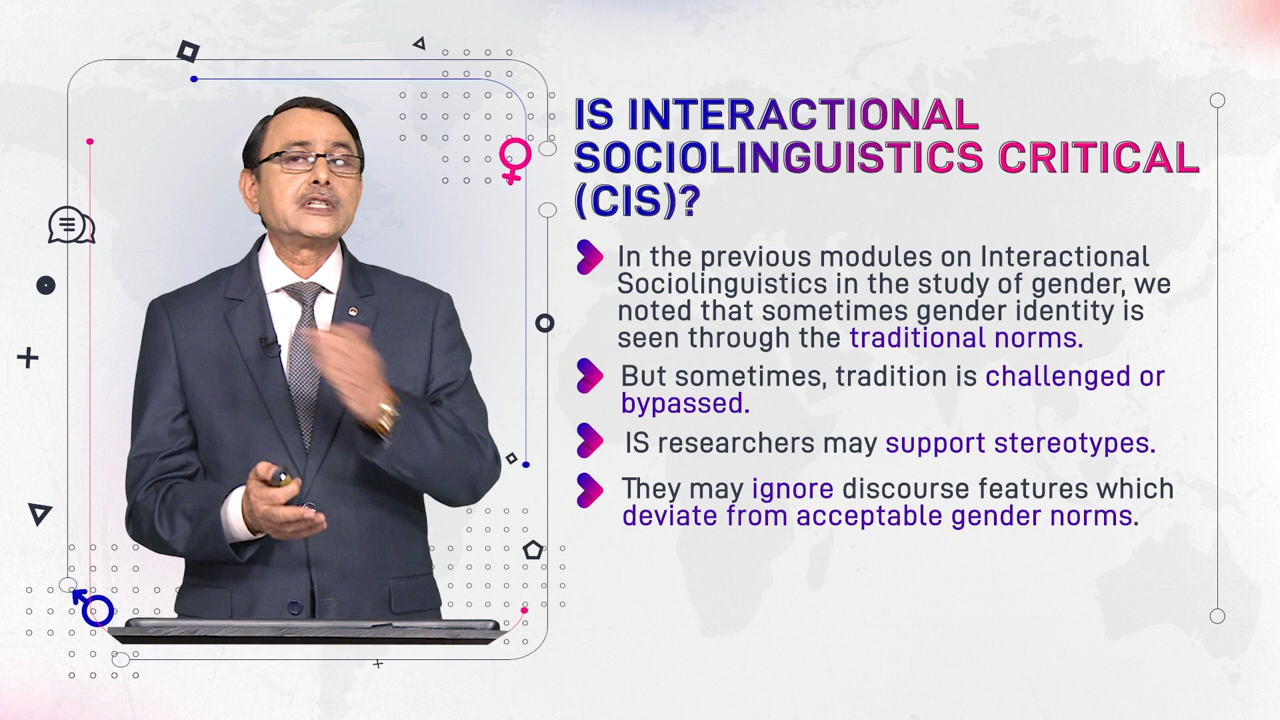 IS INTERACTIONAL
SOCIOLINGUISTICS CRITICAL
(CIS)?
In the previous modules on Interactional
Sociolinguistics in the study of gender, we
noted that sometimes gender identity is
seen through the traditional norms.
But sometimes, tradition is challenged or
bypassed.
IS researchers may support stereotypes.
They may ignore discourse features which
deviate from acceptable gender norms.